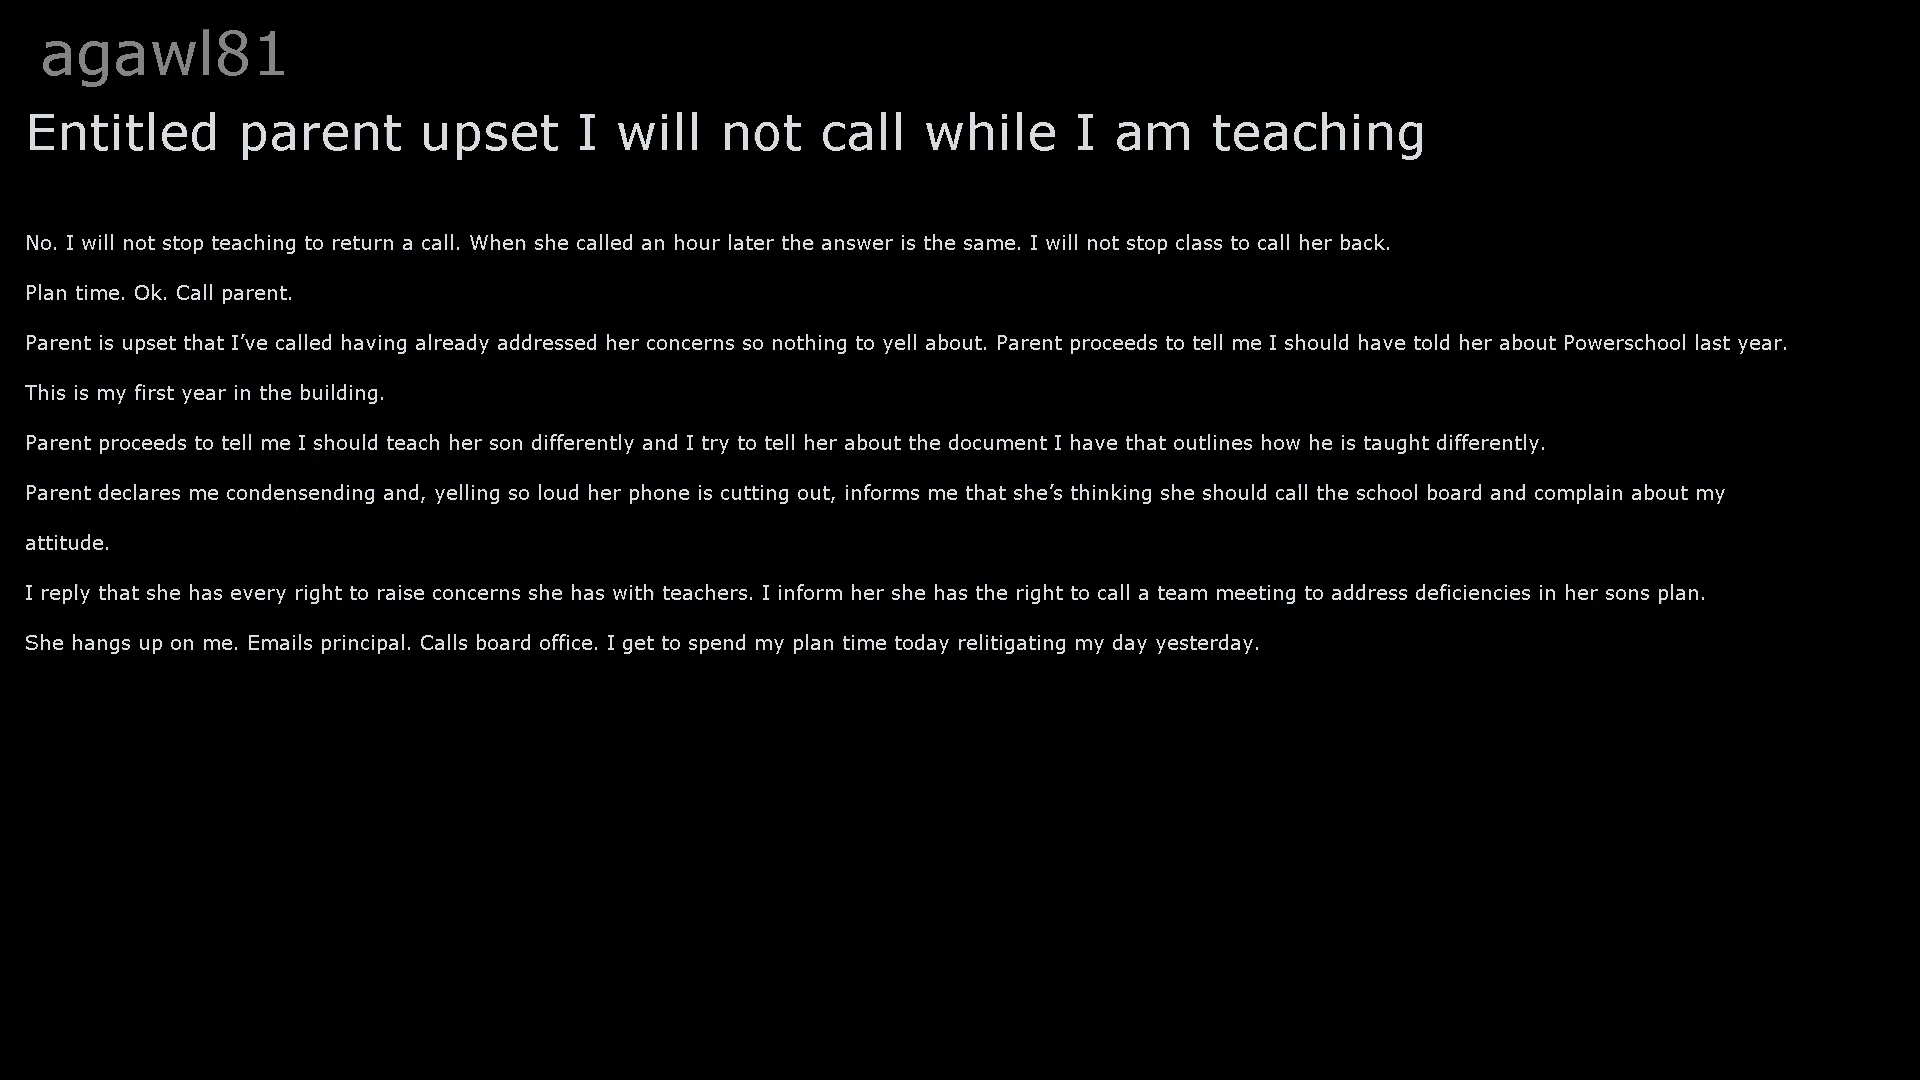 agawl81
Entitled parent upset I will not call while I am teaching
No. I will not stop teaching to return a call. When she called an hour later the answer is the same. I will not stop class to call her back.
Plan time. Ok. Call parent.
Parent is upset that I’ve called having already addressed her concerns so nothing to yell about. Parent proceeds to tell me I should have told her about Powerschool last year.
This is my first year in the building.
Parent proceeds to tell me I should teach her son differently and I try to tell her about the document I have that outlines how he is taught differently.
Parent declares me condensending and, yelling so loud her phone is cutting out, informs me that she’s thinking she should call the school board and complain about my
attitude.
I reply that she has every right to raise concerns she has with teachers. I inform her she has the right to call a team meeting to address deficiencies in her sons plan.
She hangs up on me. Emails principal. Calls board office. I get to spend my plan time today relitigating my day yesterday.